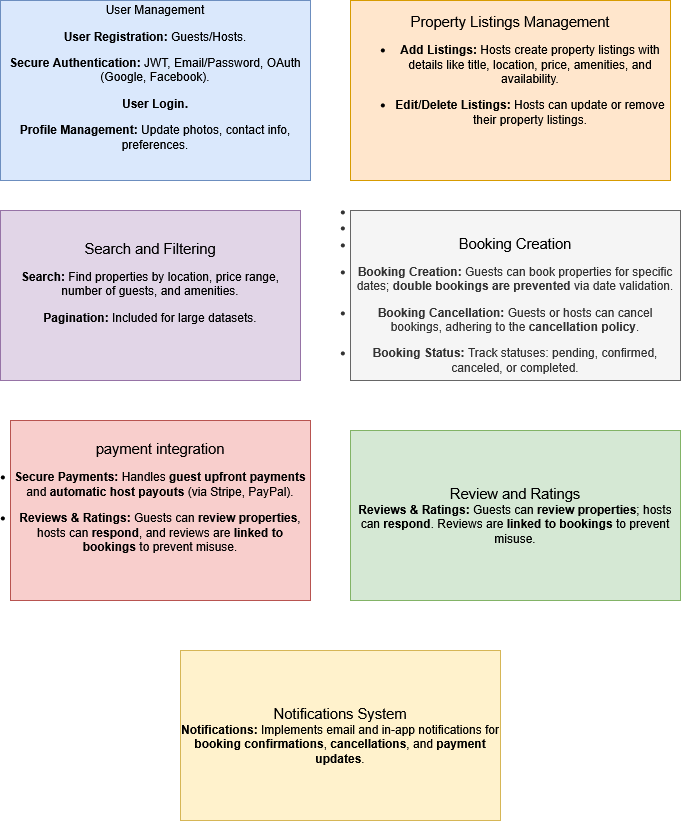 User Management
User Registration: Guests/Hosts.
Secure Authentication: JWT, Email/Password, OAuth
(Google, Facebook).
User Login.
Profile Management: Update photos, contact info,
preferences.
Property Listings Management
• Add Listings: Hosts create property listings with
details like title, location, price, amenities, and
availability.
• Edit/Delete Listings: Hosts can update or remove
their property listings.
Search and Filtering
Search: Find properties by location, price range,
number of guests, and amenities.
Pagination: Included for large datasets.
Booking Creation
• Booking Creation: Guests can book properties for specific
dates; double bookings are prevented via date validation.
• Booking Cancellation: Guests or hosts can cancel
bookings, adhering to the cancellation policy.
• Booking Status: Track statuses: pending, confirmed,
canceled, or completed.
payment integration
• Secure Payments: Handles guest upfront payments
and automatic host payouts (via Stripe, PayPal).
• Reviews & Ratings: Guests can review properties,
hosts can respond, and reviews are linked to
bookings to prevent misuse.
Review and Ratings
Reviews & Ratings: Guests can review properties; hosts
can respond. Reviews are linked to bookings to prevent
misuse.
Notifications System
Notifications: Implements email and in-app notifications for
booking confirmations, cancellations, and payment
updates.